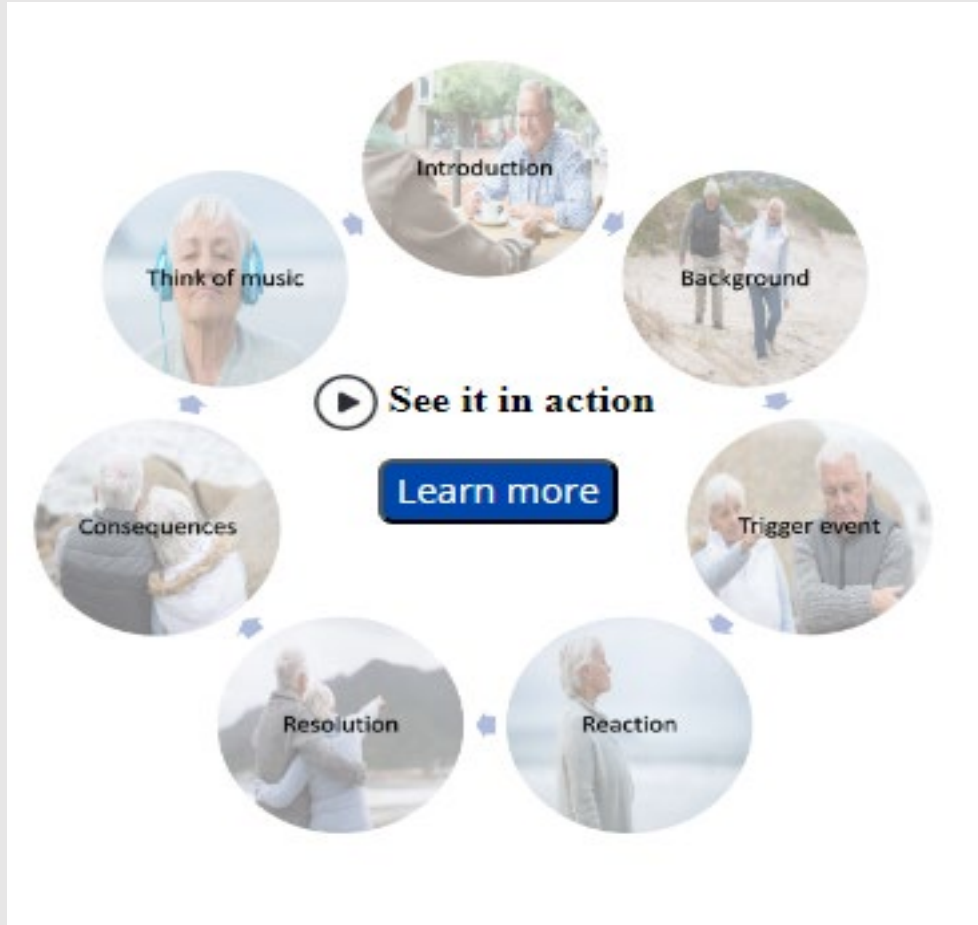 Introduction
Background
Trigger event
Reaction
Resolution
Consequences
Think of music
See it in action
Learn more